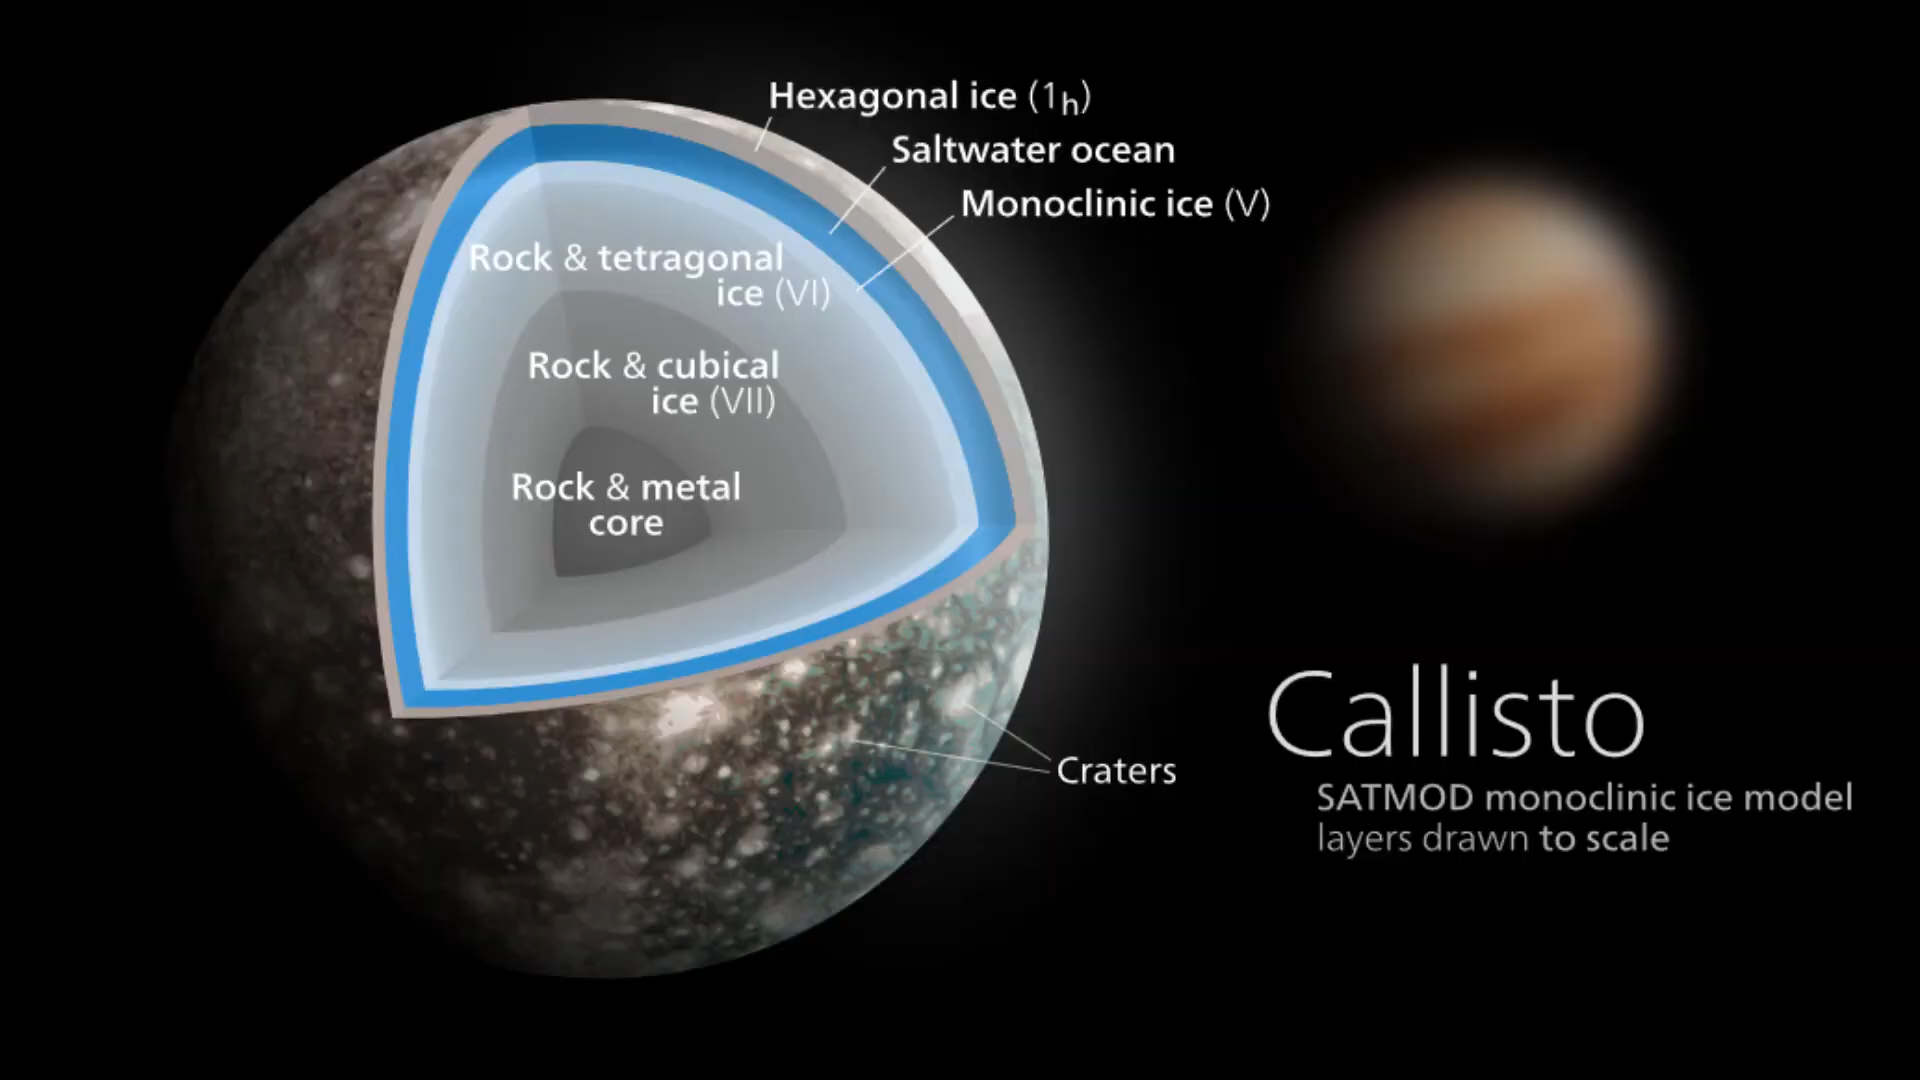 Hexagonal ice (1h)
Saltwater ocean
Monoclinic ice (V)
Rock & tetragonal
ice (VI)
Rock & cubical
ice (VII)
Rock & metal
core
Craters
Callisto
SATMOD monoclinic ice model
layers drawn to scale